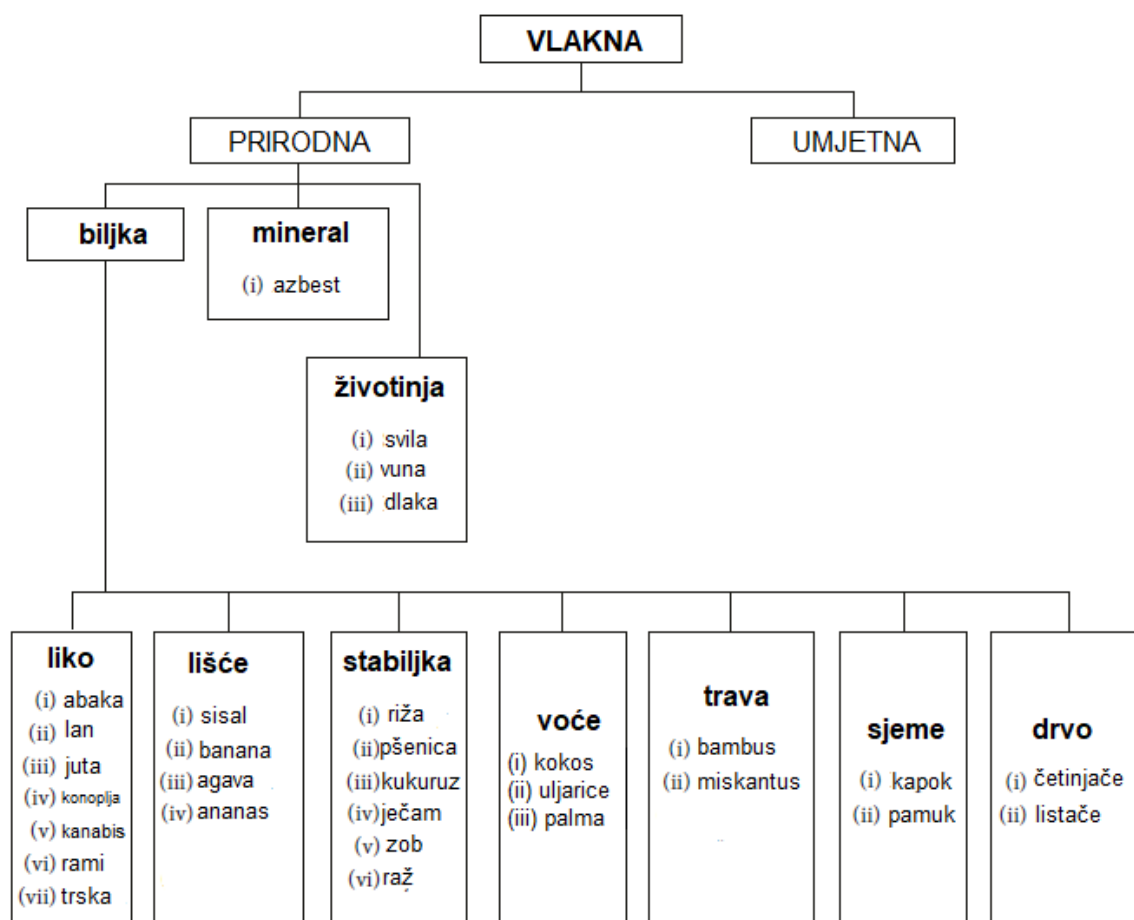 VLAKNA
PRIRODNA
UMJETNA
biljka
mineral
(i) azbest
životinja
(i) svila
(ii) vuna
(iii) dlaka
liko
(i) abaka
(ii) lan
(iii) juta
(iv) konoplja
(v) kanabis
(vi) rami
(vii) trska
lišće
(i) sisal
(ii) banana
(iii) agava
(iv) ananas
stabiljka
(i) riža
(ii) pšenica
(iii) kukuruz
(iv) ječam
(v) zob
(vi) raž
voće
(i) kokos
(ii) uljarice
(iii) palma
trava
(i) bambus
(ii) miskantus
sjeme
(i) kapok
(ii) pamuk
drvo
(i) četinjače
(ii) listače